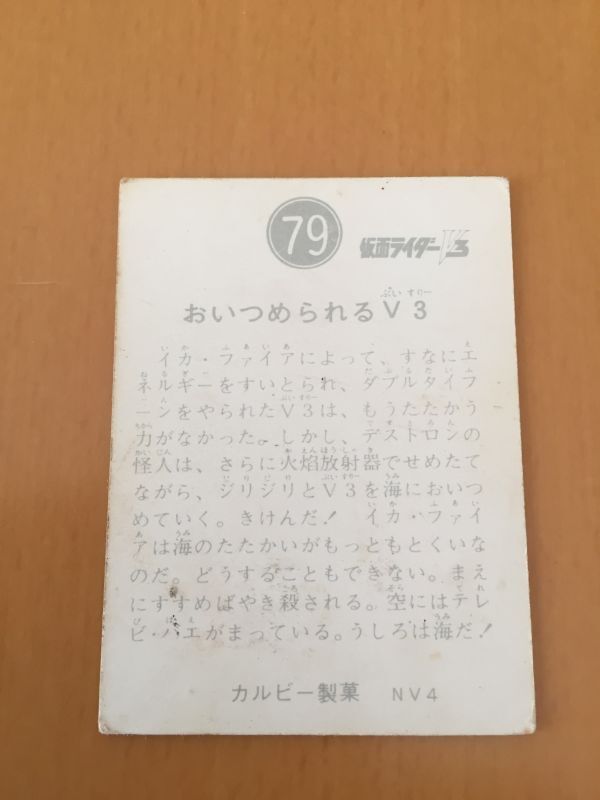 79
仮面ライダーV3
おいつめられるV3
イカ・ファイアによって、すなにエ
ネルギーをすいとられ、ダブルタイフ
ーンをやられたV3は、もうたたかう
力がなかった。しかし、デストロンの
怪人は、さらに火焰放射器でせめたて
ながら、ジリジリとV3を海においつ
めていく。きけんだ! イカ・ファイ
アは海のたたかいがもっともとくいな
のだ。どうすることもできない。まえ
にすすめばやき殺される。空にはテレ
ビ・バエがまっている。うしろは海だ!
カルビー製菓 NV4